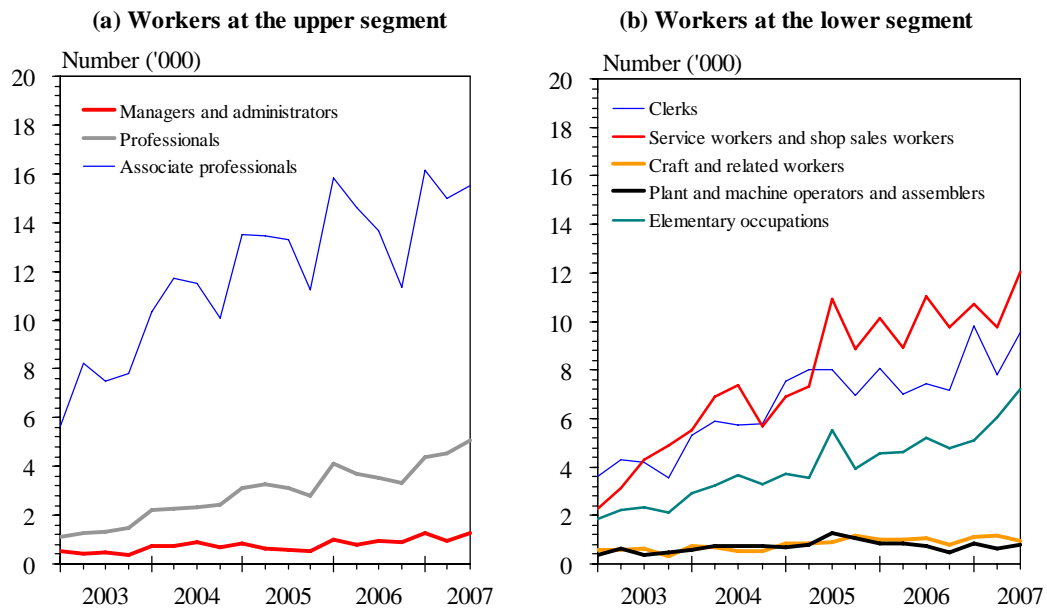 (a) Workers at the upper segment
Number ('000)
20
18
16
14
12
10
8
6
4
2
0
Managers and administrators
Professionals
Associate professionals
2003 2004 2005 2006 2007
(b) Workers at the lower segment
Number ('000)
20
18
16
14
12
10
8
6
4
2
0
Clerks
Service workers and shop sales workers
Craft and related workers
Plant and machine operators and assemblers
Elementary occupations
2003 2004 2005 2006 2007